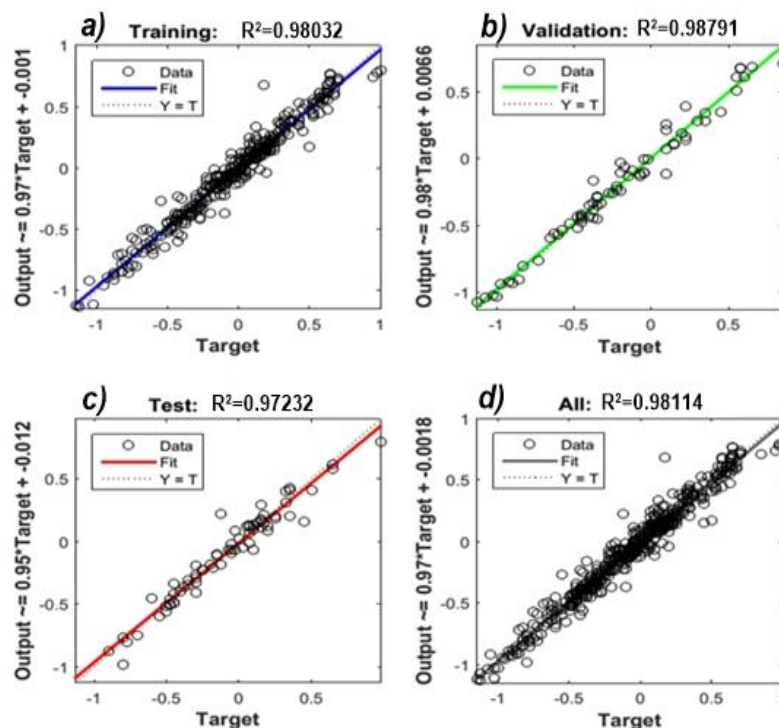 a) Training: R²=0.98032
Output ~= 0.97*Target + -0.001
Data
Fit
Y = T
1
0.5
0
-0.5
-1
-1 -0.5 0 0.5 1
Target
b) Validation: R²=0.98791
Output ~= 0.98*Target + 0.0066
Data
Fit
Y = T
0.5
0
-0.5
-1
-1 -0.5 0 0.5
Target
c) Test: R²=0.97232
Output ~= 0.95*Target + -0.012
Data
Fit
Y = T
0.5
0
-0.5
-1
-1 -0.5 0 0.5
Target
d) All: R²=0.98114
Output ~= 0.97*Target + -0.0018
Data
Fit
Y = T
1
0.5
0
-0.5
-1
-1 -0.5 0 0.5
Target